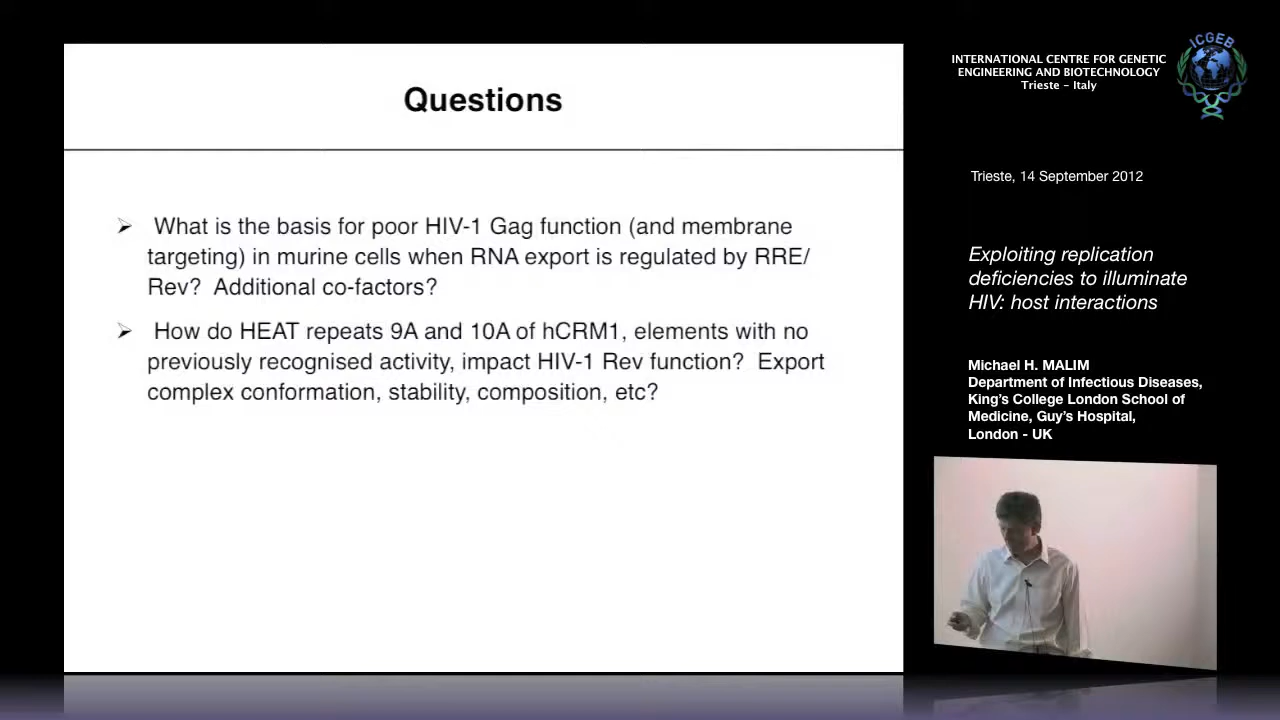 Questions
➢ What is the basis for poor HIV-1 Gag function (and membrane
targeting) in murine cells when RNA export is regulated by RRE/
Rev? Additional co-factors?
➢ How do HEAT repeats 9A and 10A of hCRM1, elements with no
previously recognised activity, impact HIV-1 Rev function? Export
complex conformation, stability, composition, etc?
INTERNATIONAL CENTRE FOR GENETIC
ENGINEERING AND BIOTECHNOLOGY
Trieste - Italy
ICGEB
Trieste, 14 September 2012
Exploiting replication
deficiencies to illuminate
HIV: host interactions
Michael H. MALIM
Department of Infectious Diseases,
King's College London School of
Medicine, Guy's Hospital,
London - UK